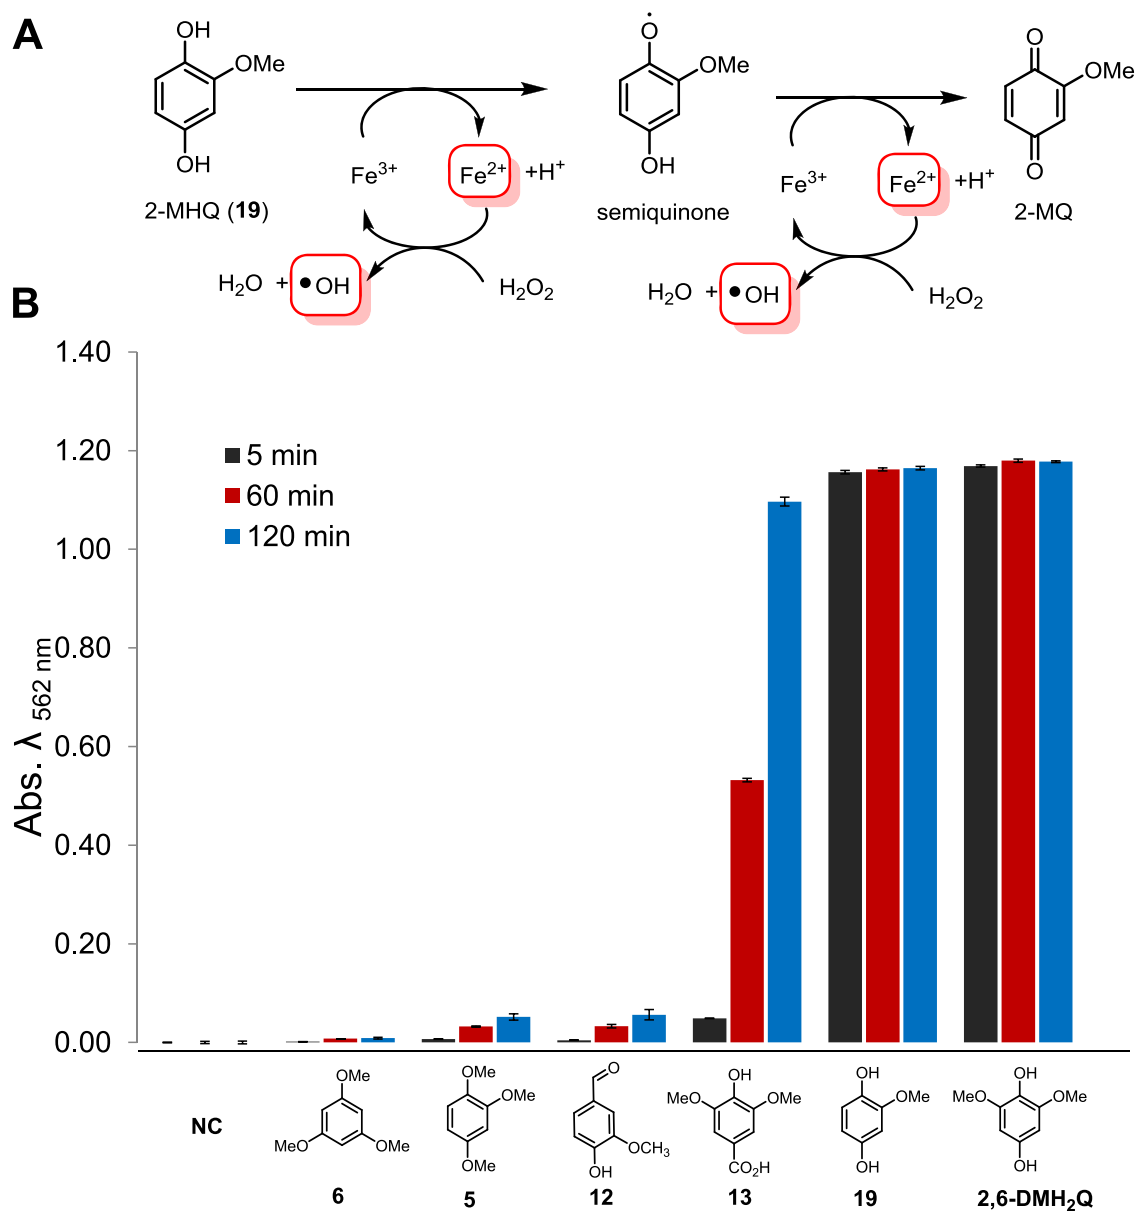 A
OH
OMe
OH
2-MHQ (19)
Fe³⁺
Fe²⁺ +H⁺
H₂O + •OH
H₂O₂
O•
OMe
OH
semiquinone
Fe³⁺
Fe²⁺ +H⁺
H₂O + •OH
H₂O₂
O
OMe
O
2-MQ
B
1.40
1.20
1.00
0.80
0.60
0.40
0.20
0.00
Abs. λ 562 nm
5 min
60 min
120 min
NC
OMe
MeO OMe
6
OMe
OMe
OMe
5
O
OCH₃
OH
12
OH
MeO OMe
CO₂H
13
OH
OMe
OH
19
OH
MeO OMe
OH
2,6-DMH₂Q